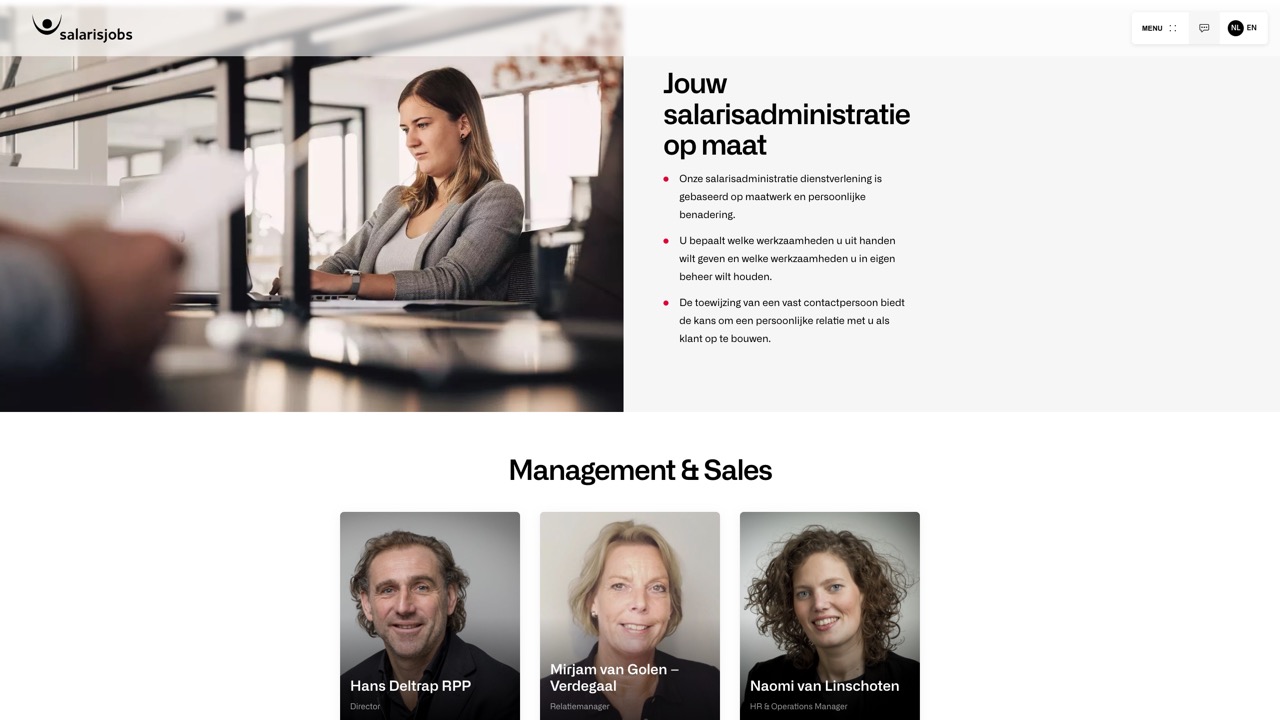 salarisjobs
MENU
NL EN
Jouw
salarisadministratie
op maat
Onze salarisadministratie dienstverlening is
gebaseerd op maatwerk en persoonlijke
benadering.
U bepaalt welke werkzaamheden u uit handen
wilt geven en welke werkzaamheden u in eigen
beheer wilt houden.
De toewijzing van een vast contactpersoon biedt
de kans om een persoonlijke relatie met u als
klant op te bouwen.
Management & Sales
Hans Deltrap RPP
Director
Mirjam van Golen –
Verdegaal
Relatiemanager
Naomi van Linschoten
HR & Operations Manager